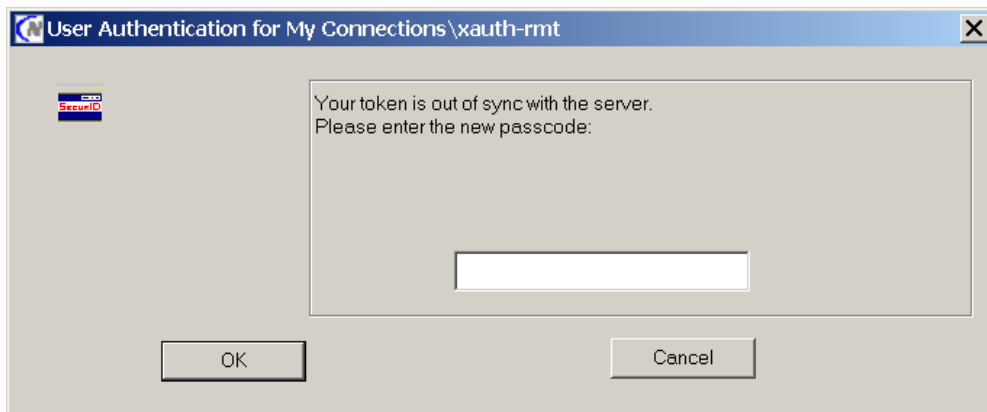 User Authentication for My Connections\xauth-rmt
SecurID
Your token is out of sync with the server.
Please enter the new passcode:
OK
Cancel